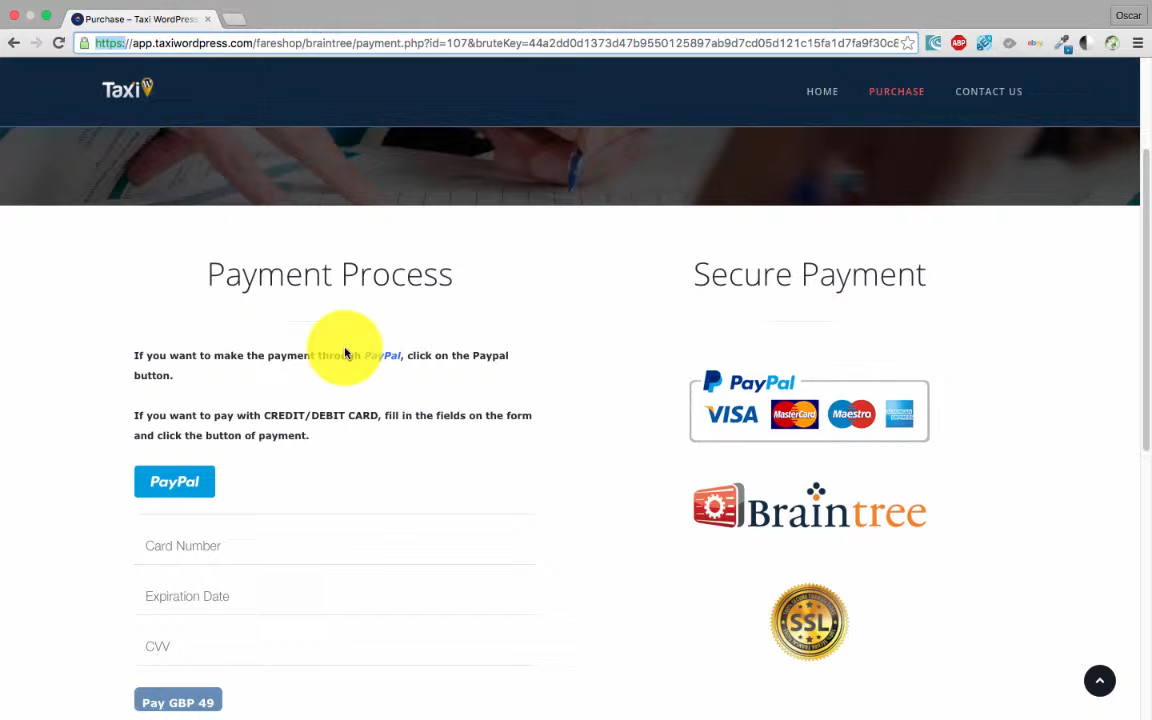 Purchase – Taxi WordPress
Oscar
https://app.taxiwordpress.com/fareshop/braintree/payment.php?id=107&bruteKey=44a2dd0d1373d47b9550125897ab9d7cd05d121c15fa1d7fa9f30c8
ABP
ebay
Taxi
HOME
PURCHASE
CONTACT US
Payment Process
If you want to make the payment through PayPal, click on the Paypal
button.
If you want to pay with CREDIT/DEBIT CARD, fill in the fields on the form
and click the button of payment.
PayPal
Card Number
Expiration Date
CVV
Pay GBP 49
Secure Payment
PayPal
VISA
MasterCard
Maestro
Braintree
SSL